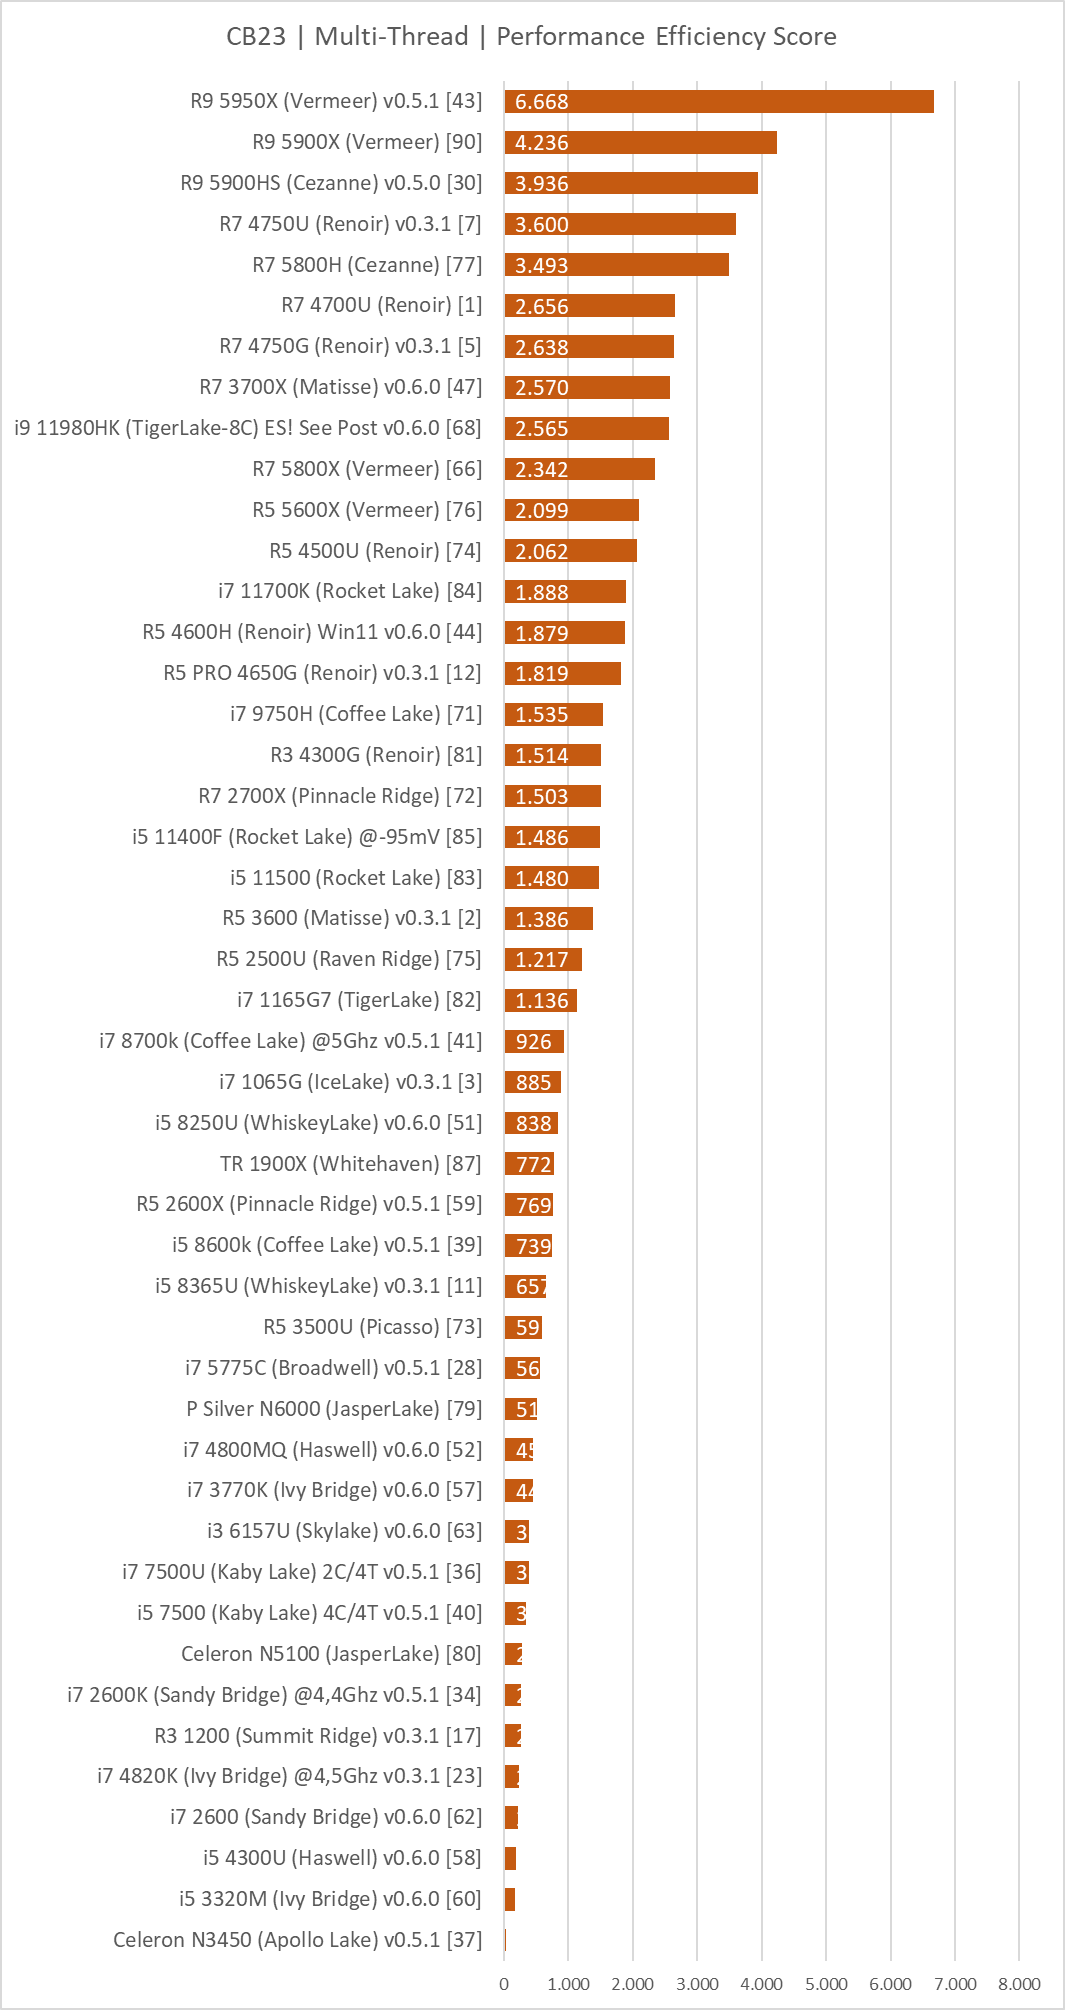 CB23 | Multi-Thread | Performance Efficiency Score
R9 5950X (Vermeer) v0.5.1 [43] 6.668
R9 5900X (Vermeer) [90] 4.236
R9 5900HS (Cezanne) v0.5.0 [30] 3.936
R7 4750U (Renoir) v0.3.1 [7] 3.600
R7 5800H (Cezanne) [77] 3.493
R7 4700U (Renoir) [1] 2.656
R7 4750G (Renoir) v0.3.1 [5] 2.638
R7 3700X (Matisse) v0.6.0 [47] 2.570
i9 11980HK (TigerLake-8C) ES! See Post v0.6.0 [68] 2.565
R7 5800X (Vermeer) [66] 2.342
R5 5600X (Vermeer) [76] 2.099
R5 4500U (Renoir) [74] 2.062
i7 11700K (Rocket Lake) [84] 1.888
R5 4600H (Renoir) Win11 v0.6.0 [44] 1.879
R5 PRO 4650G (Renoir) v0.3.1 [12] 1.819
i7 9750H (Coffee Lake) [71] 1.535
R3 4300G (Renoir) [81] 1.514
R7 2700X (Pinnacle Ridge) [72] 1.503
i5 11400F (Rocket Lake) @-95mV [85] 1.486
i5 11500 (Rocket Lake) [83] 1.480
R5 3600 (Matisse) v0.3.1 [2] 1.386
R5 2500U (Raven Ridge) [75] 1.217
i7 1165G7 (TigerLake) [82] 1.136
i7 8700k (Coffee Lake) @5Ghz v0.5.1 [41] 926
i7 1065G (IceLake) v0.3.1 [3] 885
i5 8250U (WhiskeyLake) v0.6.0 [51] 838
TR 1900X (Whitehaven) [87] 772
R5 2600X (Pinnacle Ridge) v0.5.1 [59] 769
i5 8600k (Coffee Lake) v0.5.1 [39] 739
i5 8365U (WhiskeyLake) v0.3.1 [11] 657
R5 3500U (Picasso) [73] 59
i7 5775C (Broadwell) v0.5.1 [28] 56
P Silver N6000 (JasperLake) [79] 51
i7 4800MQ (Haswell) v0.6.0 [52] 45
i7 3770K (Ivy Bridge) v0.6.0 [57] 44
i3 6157U (Skylake) v0.6.0 [63] 3
i7 7500U (Kaby Lake) 2C/4T v0.5.1 [36] 3
i5 7500 (Kaby Lake) 4C/4T v0.5.1 [40] 3
Celeron N5100 (JasperLake) [80] 2
i7 2600K (Sandy Bridge) @4,4Ghz v0.5.1 [34] 2
R3 1200 (Summit Ridge) v0.3.1 [17] 2
i7 4820K (Ivy Bridge) @4,5Ghz v0.3.1 [23]
i7 2600 (Sandy Bridge) v0.6.0 [62]
i5 4300U (Haswell) v0.6.0 [58]
i5 3320M (Ivy Bridge) v0.6.0 [60]
Celeron N3450 (Apollo Lake) v0.5.1 [37]
0 1.000 2.000 3.000 4.000 5.000 6.000 7.000 8.000